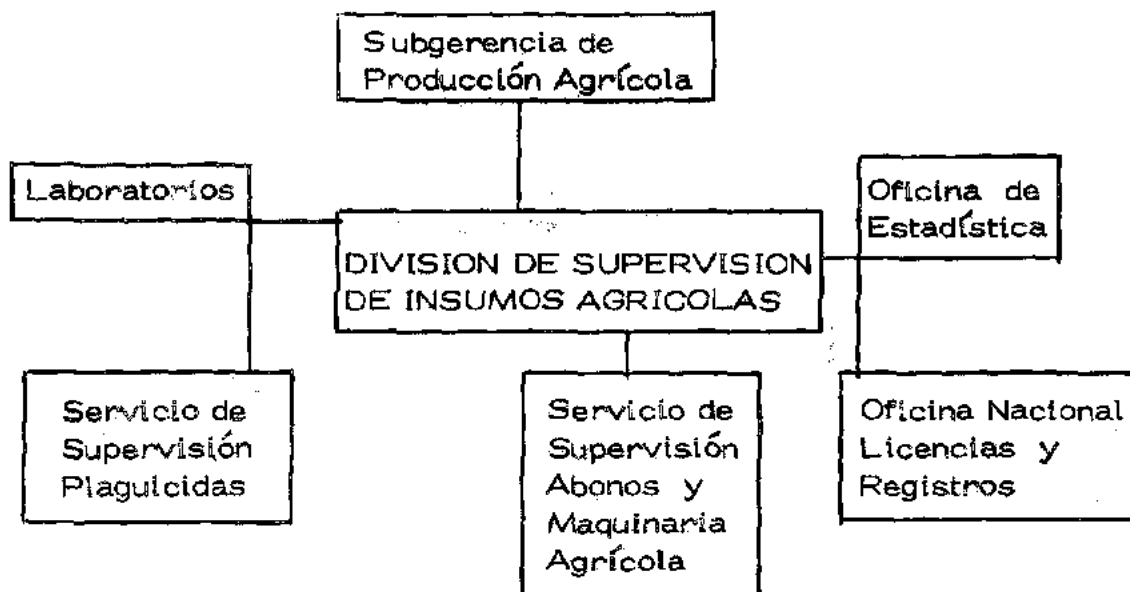 Subgerencia de
Producción Agrícola
Laboratorios
Oficina de
Estadística
DIVISION DE SUPERVISION
DE INSUMOS AGRICOLAS
Servicio de
Supervisión
Plaguicidas
Servicio de
Supervisión
Abonos y
Maquinaria
Agrícola
Oficina Nacional
Licencias y
Registros